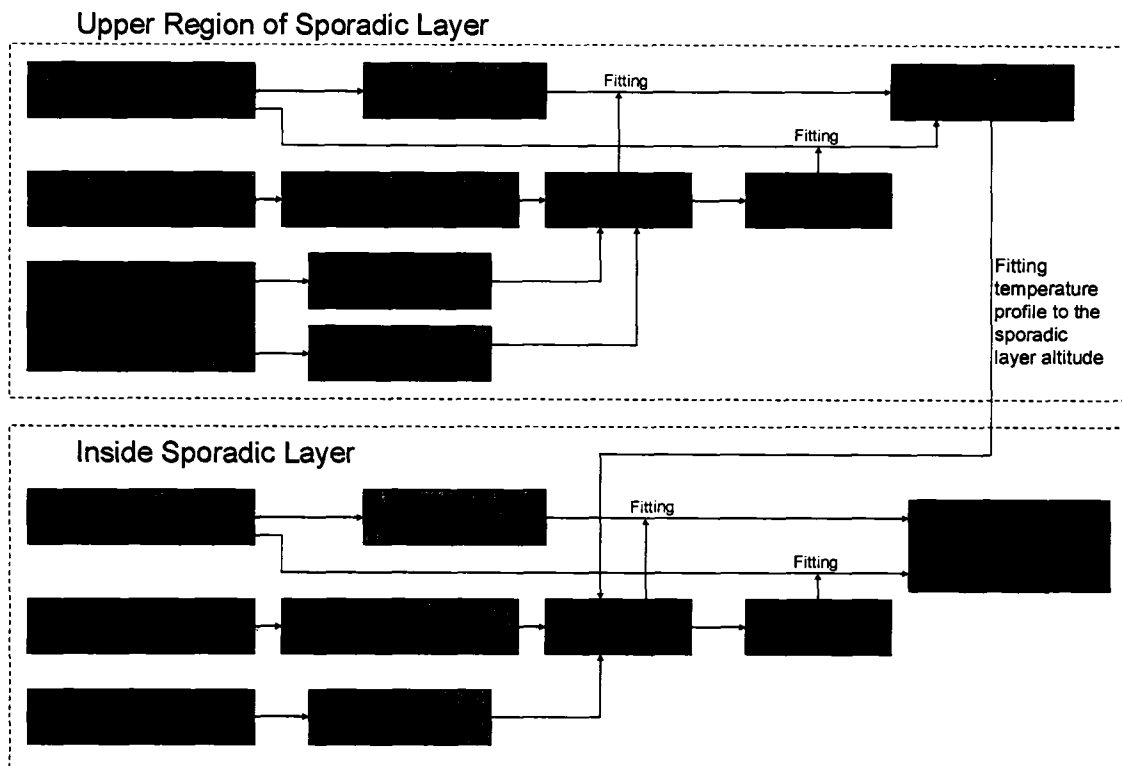 Upper Region of Sporadic Layer
Fitting
Fitting
Fitting
temperature
profile to the
sporadic
layer altitude
Inside Sporadic Layer
Fitting
Fitting